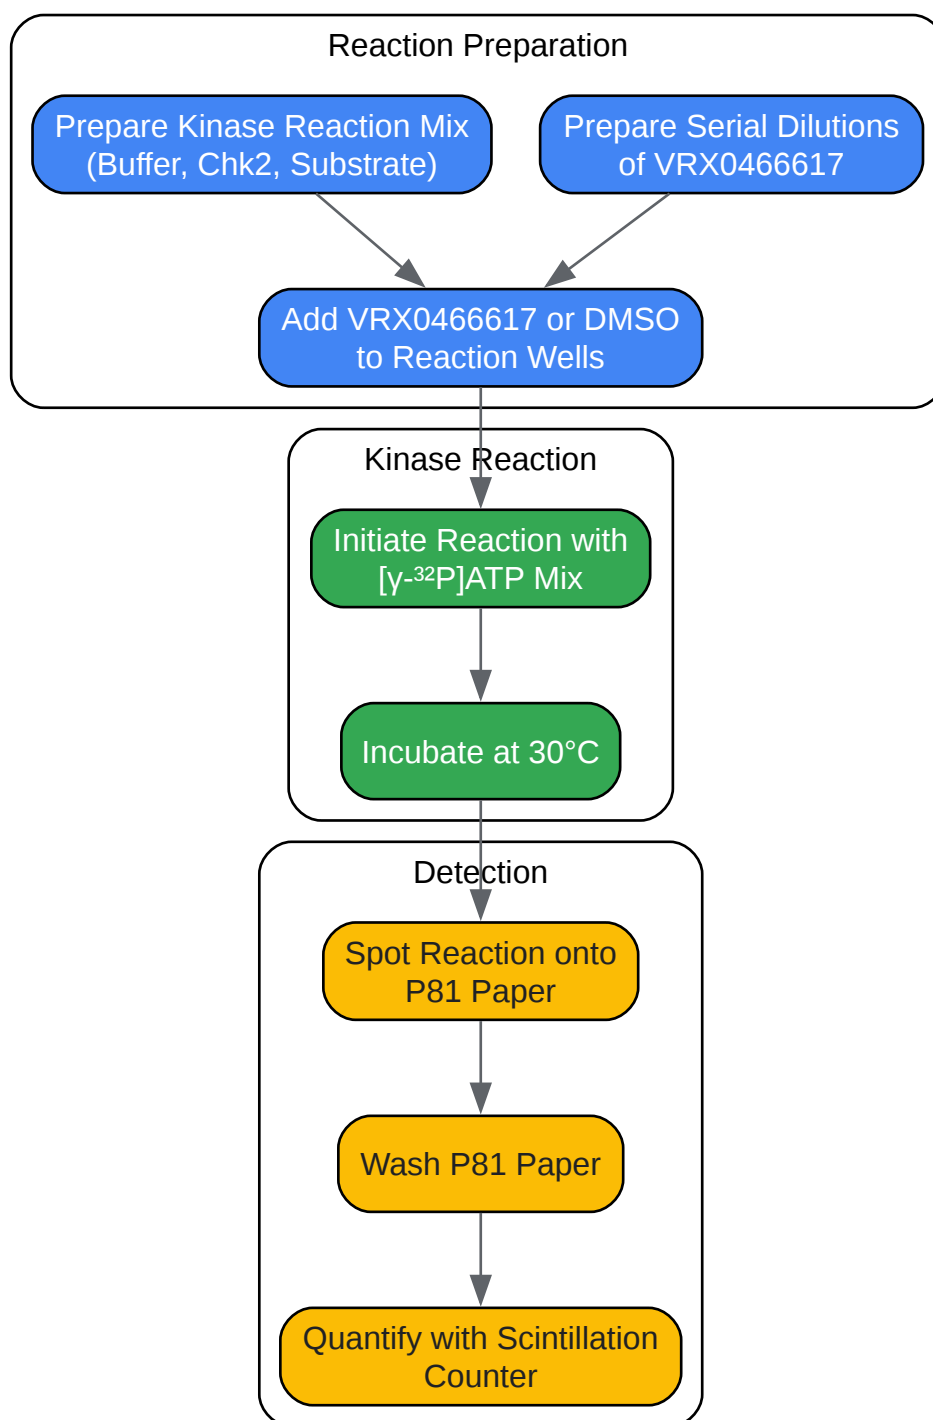 Reaction Preparation
Prepare Kinase Reaction Mix
(Buffer, Chk2, Substrate)
Prepare Serial Dilutions
of VRX0466617
Add VRX0466617 or DMSO
to Reaction Wells
Kinase Reaction
Initiate Reaction with
[γ-³²P]ATP Mix
Incubate at 30°C
Detection
Spot Reaction onto
P81 Paper
Wash P81 Paper
Quantify with Scintillation
Counter